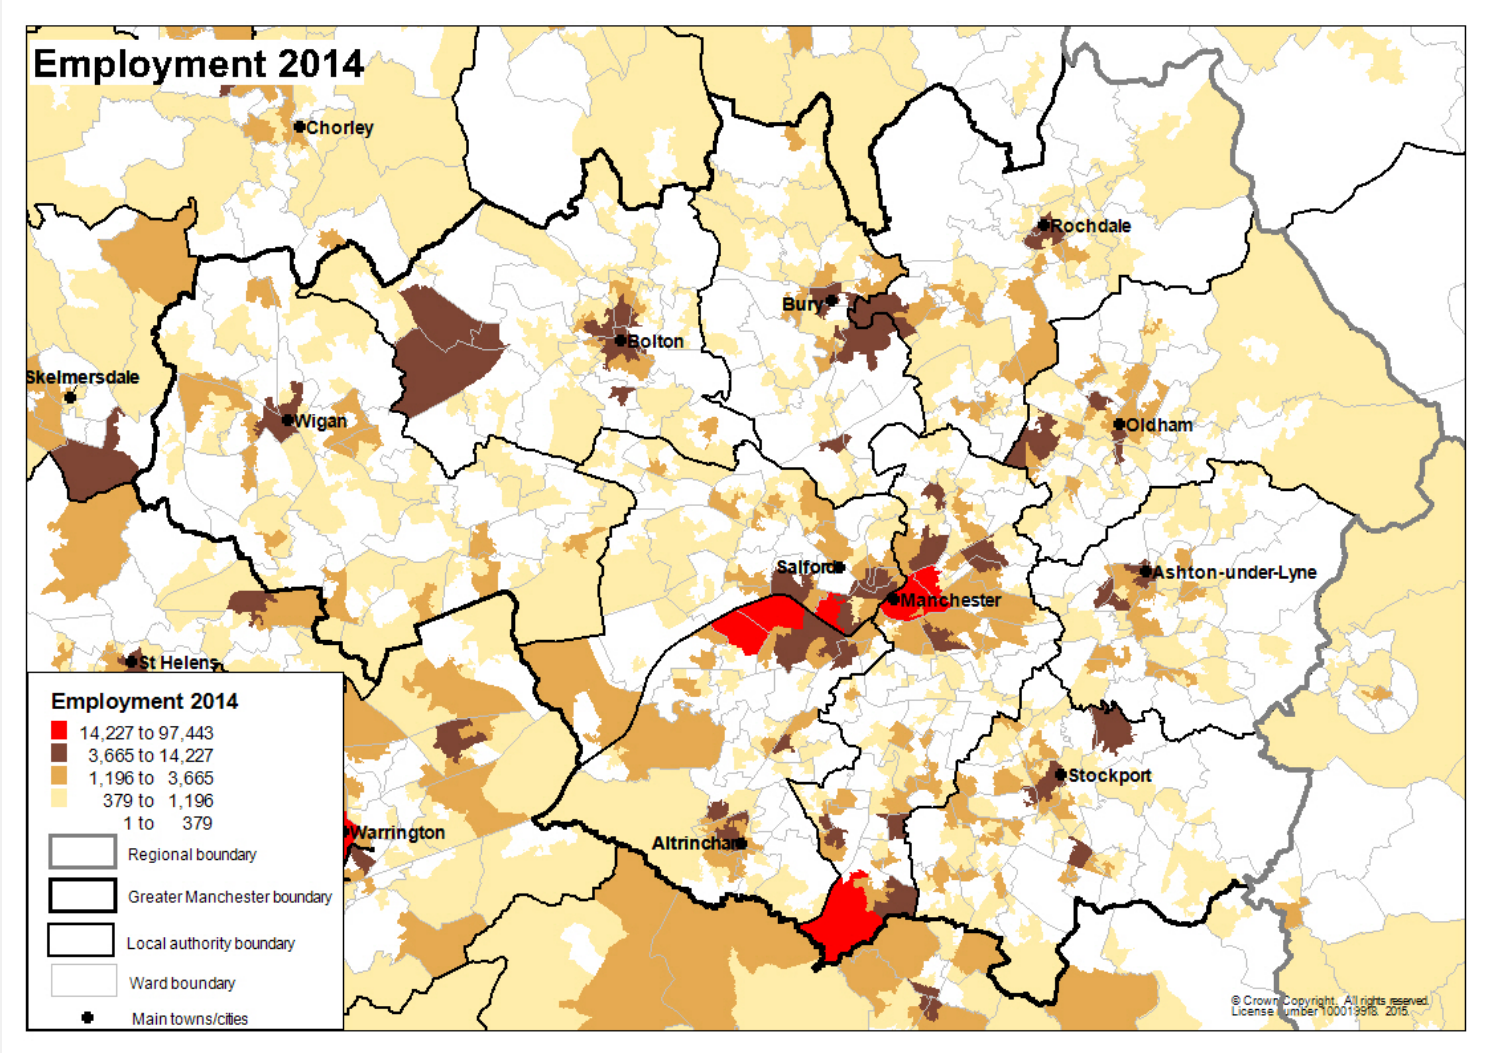 Employment 2014
Chorley
Rochdale
Bury
Bolton
Skelmersdale
Wigan
Oldham
Salford
Ashton-under-Lyne
Manchester
St Helens
Stockport
Warrington
Altrincham
Employment 2014
14,227 to 97,443
3,665 to 14,227
1,196 to 3,665
379 to 1,196
1 to 379
Regional boundary
Greater Manchester boundary
Local authority boundary
Ward boundary
Main towns/cities
© Crown Copyright. All rights reserved.
License number 100019918. 2015.